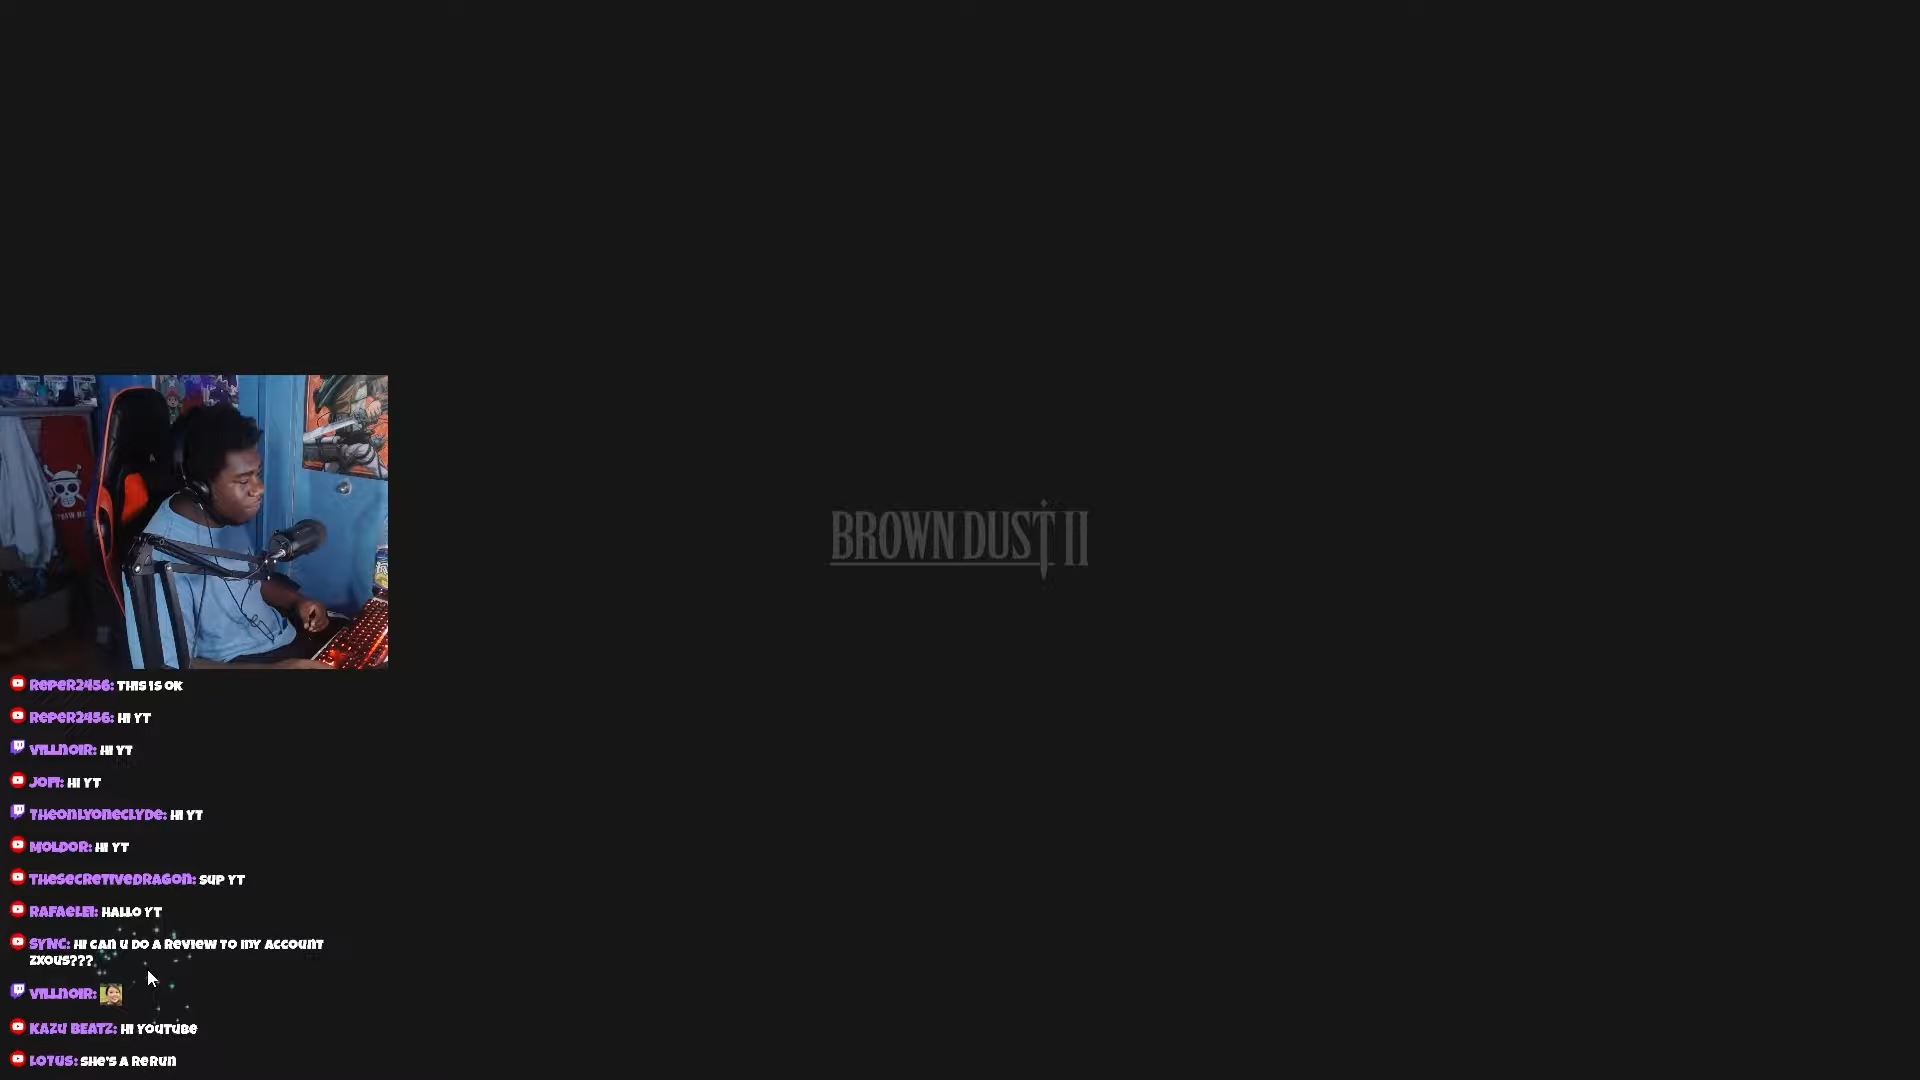 BROWN DUST II
REPER2456: THIS IS OK
REPER2456: HI YT
VILLNOIR: HI YT
JOFI: HI YT
THEONLYONECLYDE: HI YT
MOLDOR: HI YT
THESECRETIVEDRAGON: SUP YT
RAFAELE1: HALLO YT
SYNC: HI CAN U DO A REVIEW TO MY ACCOUNT
ZXOUS???
VILLNOIR:
KAZU BEATZ: HI YOUTUBE
LOTUS: SHE'S A RERUN